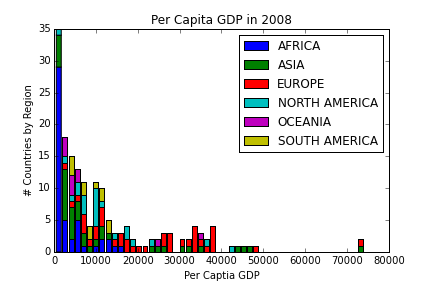 Per Capita GDP in 2008
# Countries by Region
35
30
25
20
15
10
5
0
AFRICA
ASIA
EUROPE
NORTH AMERICA
OCEANIA
SOUTH AMERICA
0 10000 20000 30000 40000 50000 60000 70000 80000
Per Captia GDP